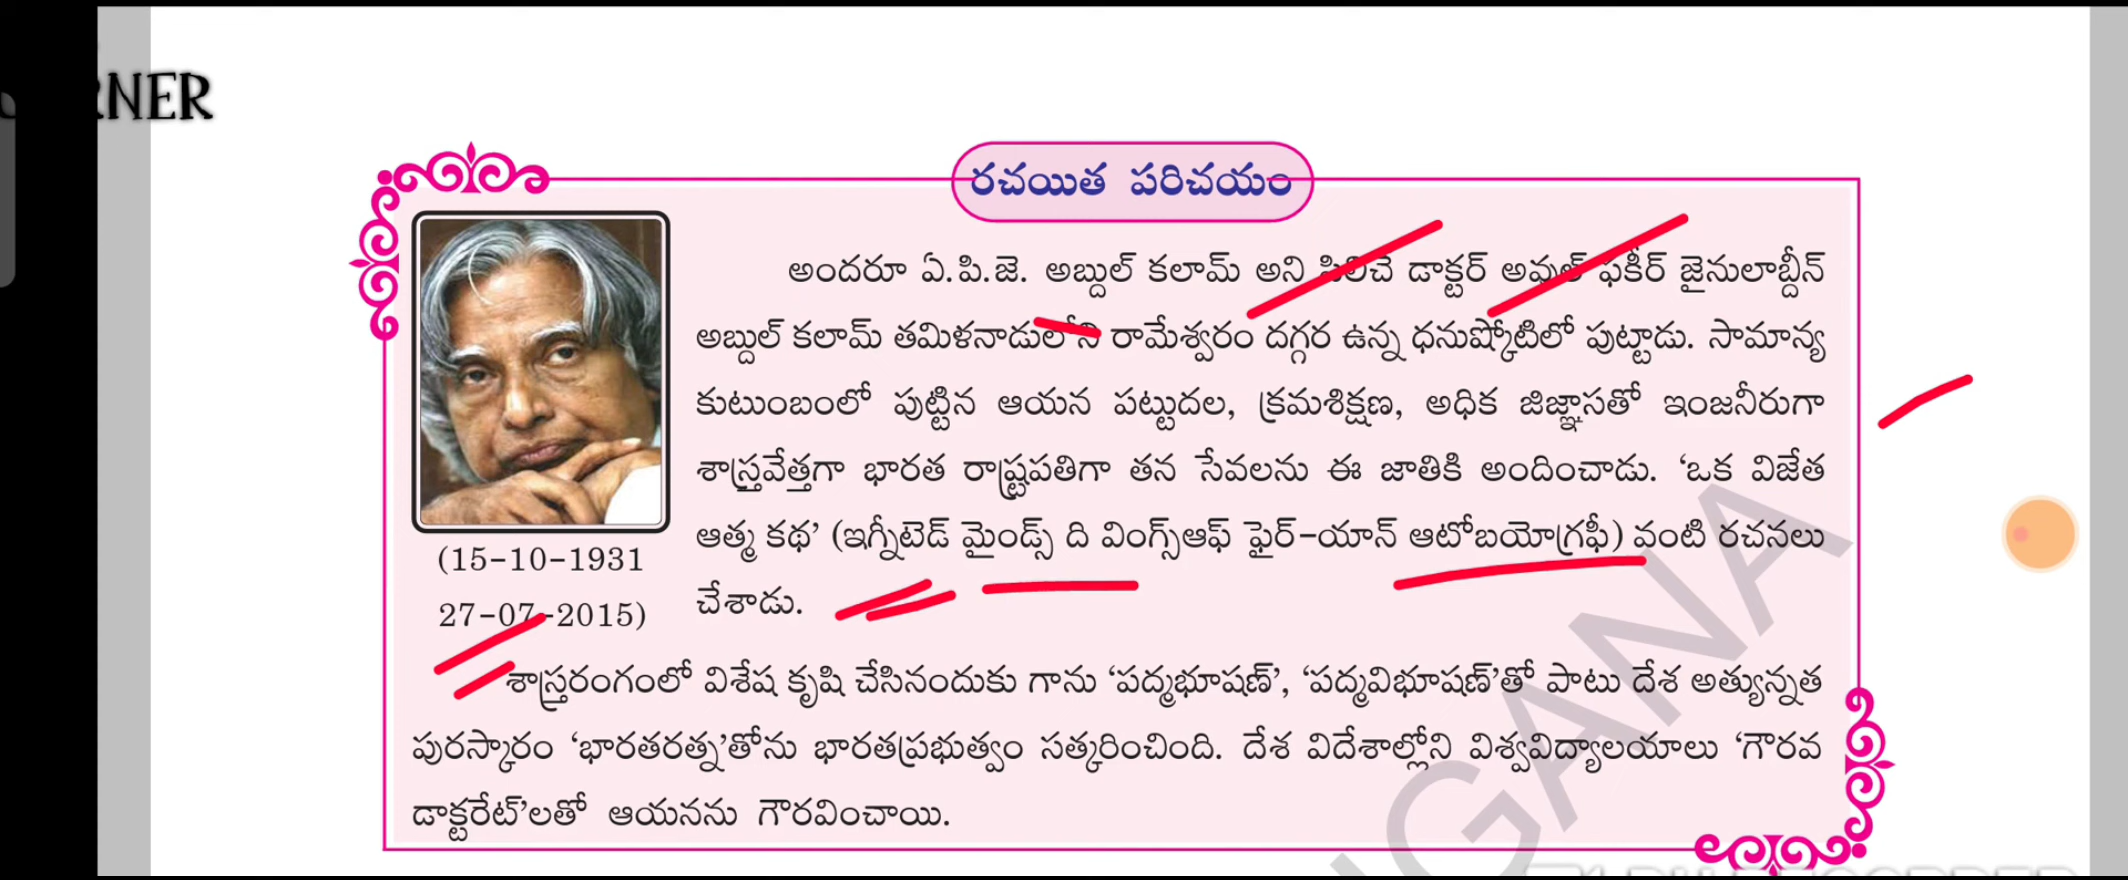 RNER
రచయిత పరిచయం
అందరూ ఏ.పి.జె. అబ్దుల్ కలామ్ అని పిలిచే డాక్టర్ అవుల్ ఫకీర్ జైనులాబ్దీన్
అబ్దుల్ కలామ్ తమిళనాడులోని రామేశ్వరం దగ్గర ఉన్న ధనుష్కోటిలో పుట్టాడు. సామాన్య
కుటుంబంలో పుట్టిన ఆయన పట్టుదల, క్రమశిక్షణ, అధిక జిజ్ఞాసతో ఇంజనీరుగా
శాస్త్రవేత్తగా భారత రాష్ట్రపతిగా తన సేవలను ఈ జాతికి అందించాడు. ‘ఒక విజేత
ఆత్మ కథ’ (ఇగ్నీటెడ్ మైండ్స్ ది వింగ్స్ఆఫ్ ఫైర్-యాన్ ఆటోబయోగ్రఫీ) వంటి రచనలు
చేశాడు.
(15-10-1931
27-07-2015)
శాస్త్రరంగంలో విశేష కృషి చేసినందుకు గాను ‘పద్మభూషణ్’, ‘పద్మవిభూషణ్’తో పాటు దేశ అత్యున్నత
పురస్కారం ‘భారతరత్న’తోను భారతప్రభుత్వం సత్కరించింది. దేశ విదేశాల్లోని విశ్వవిద్యాలయాలు ‘గౌరవ
డాక్టరేట్’లతో ఆయనను గౌరవించాయి.
NGANA